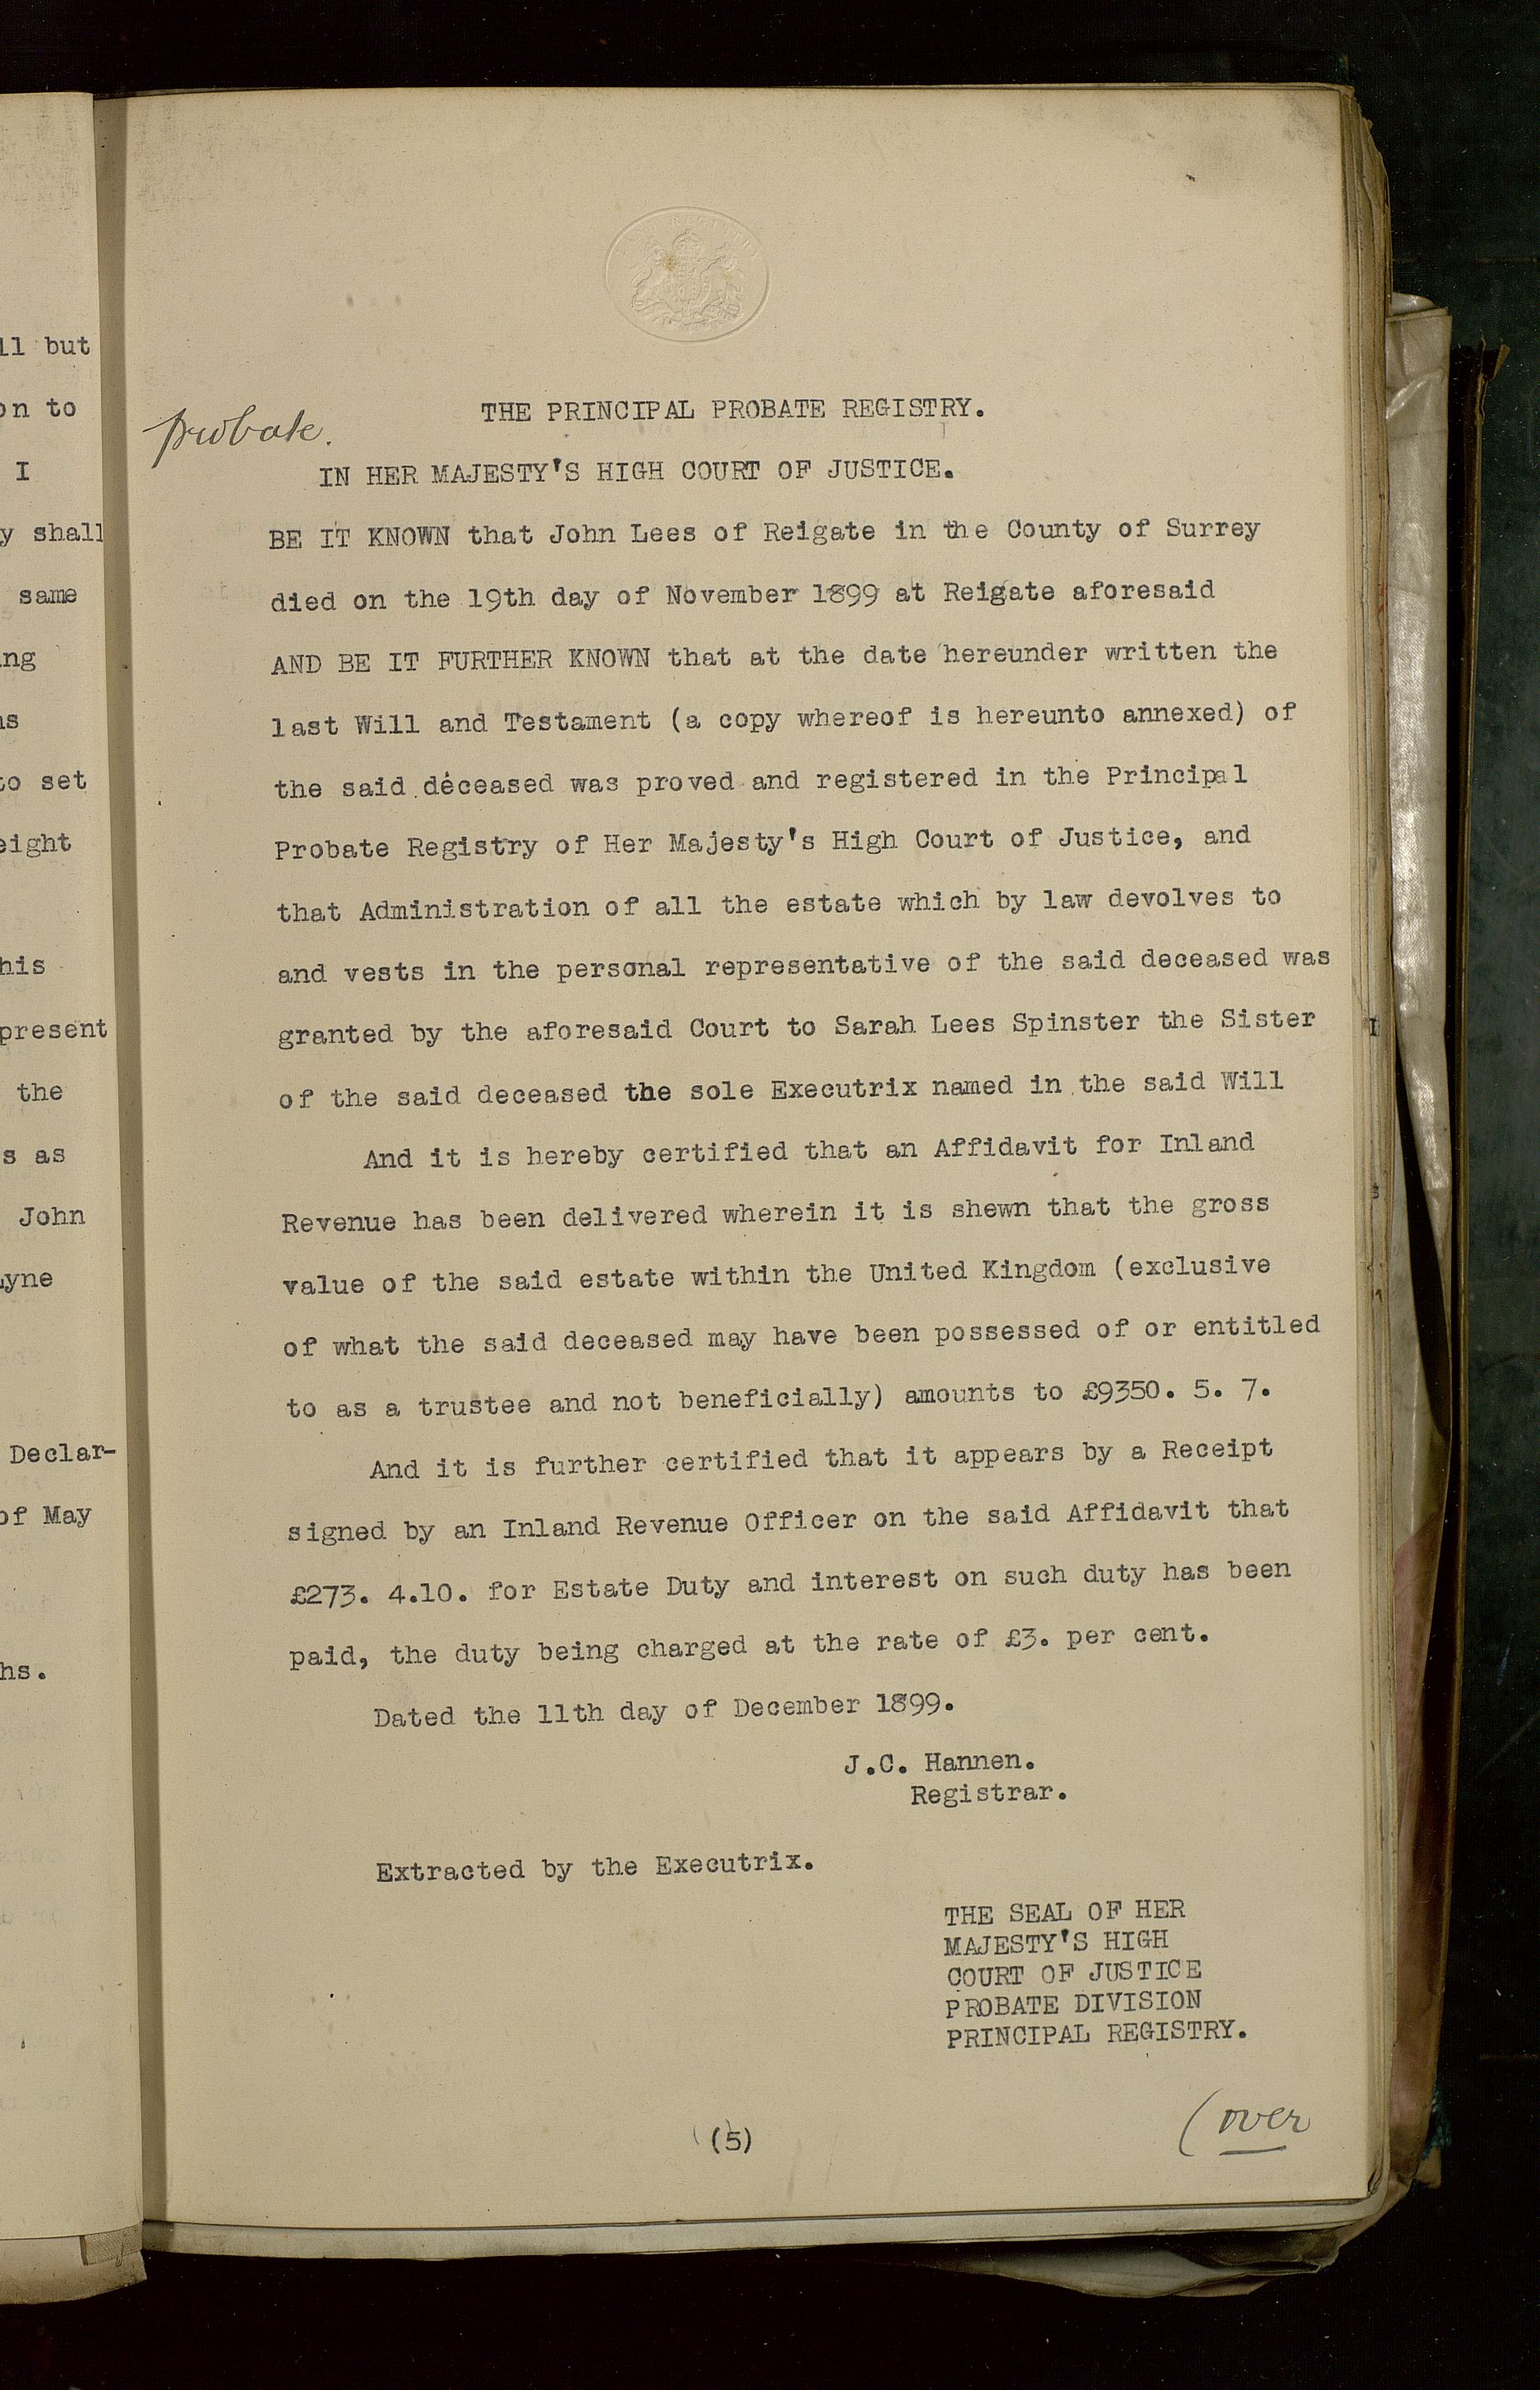 ll but
on to
I
y shall
same
ng
to set
eight
his
present
the
s as
John
Lyne
Declar-
of May
hs.
probate.
THE PRINCIPAL PROBATE REGISTRY.
IN HER MAJESTY'S HIGH COURT OF JUSTICE.
BE IT KNOWN that John Lees of Reigate in the County of Surrey
died on the 19th day of November 1899 at Reigate aforesaid
AND BE IT FURTHER KNOWN that at the date hereunder written the
last Will and Testament (a copy whereof is hereunto annexed) of
the said deceased was proved and registered in the Principal
Probate Registry of Her Majesty's High Court of Justice, and
that Administration of all the estate which by law devolves to
and vests in the personal representative of the said deceased was
granted by the aforesaid Court to Sarah Lees Spinster the Sister
of the said deceased the sole Executrix named in the said Will
And it is hereby certified that an Affidavit for Inland
Revenue has been delivered wherein it is shewn that the gross
value of the said estate within the United Kingdom (exclusive
of what the said deceased may have been possessed of or entitled
to as a trustee and not beneficially) amounts to £9350. 5. 7.
And it is further certified that it appears by a Receipt
signed by an Inland Revenue Officer on the said Affidavit that
£273. 4.10. for Estate Duty and interest on such duty has been
paid, the duty being charged at the rate of £3. per cent.
Dated the 11th day of December 1899.
J.C. Hannen.
Registrar.
Extracted by the Executrix.
THE SEAL OF HER
MAJESTY'S HIGH
COURT OF JUSTICE
PROBATE DIVISION
PRINCIPAL REGISTRY.
(5)
(over